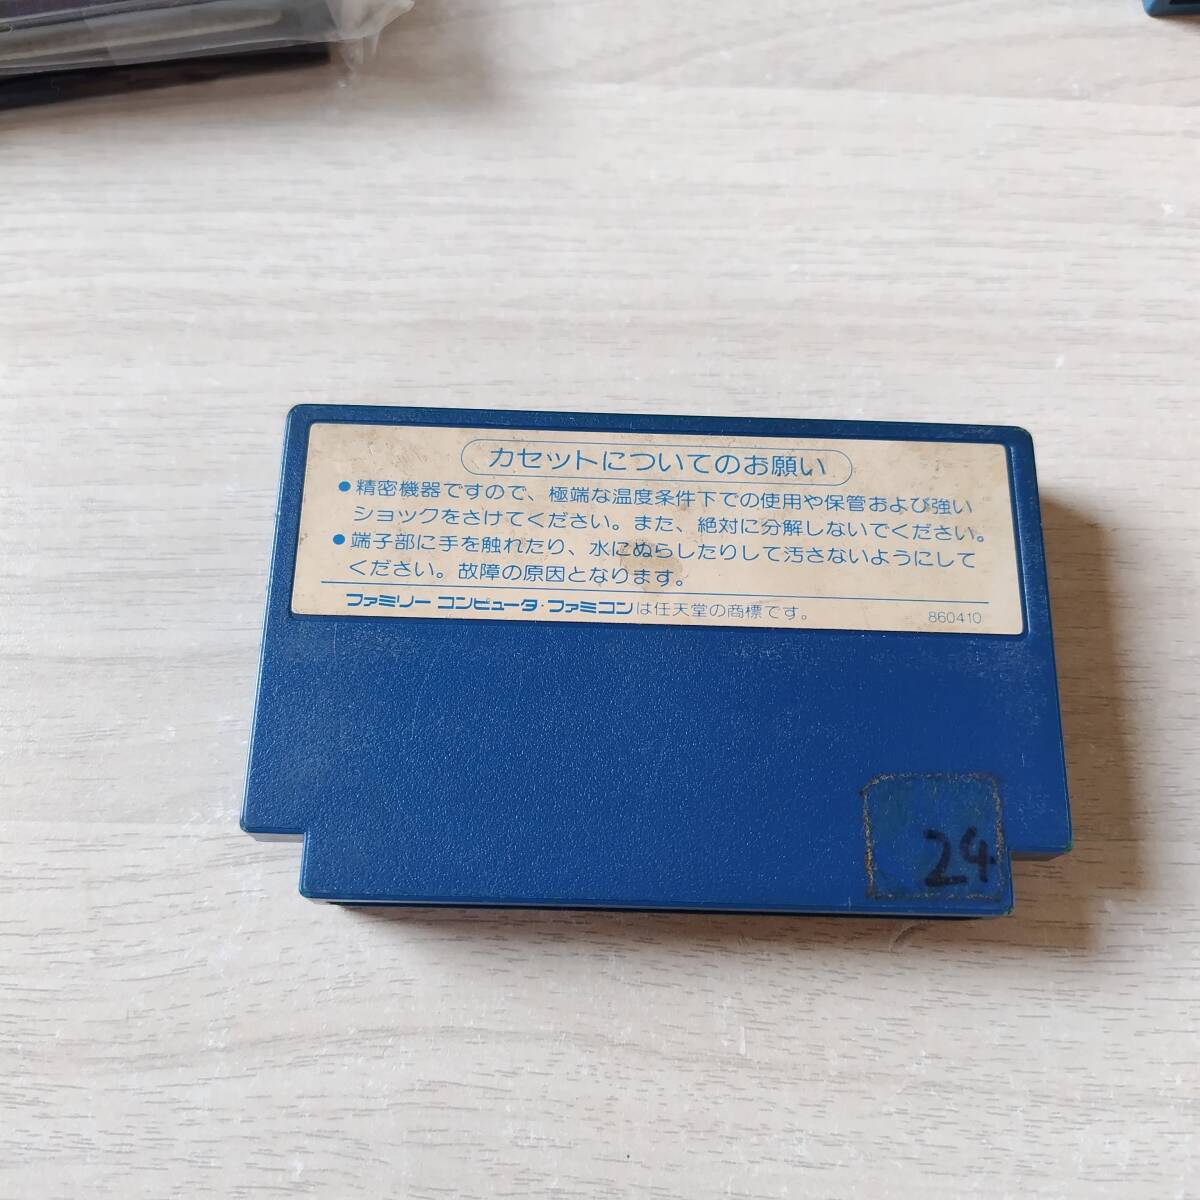 カセットについてのお願い
●精密機器ですので、極端な温度条件下での使用や保管および強い
ショックをさけてください。また、絶対に分解しないでください。
●端子部に手を触れたり、水にぬらしたりして汚さないようにして
ください。故障の原因となります。
ファミリーコンピュータ・ファミコンは任天堂の商標です。
860410
24